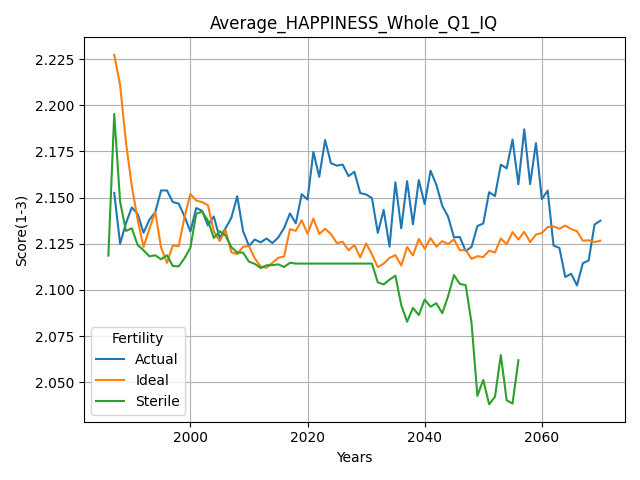 Average_HAPPINESS_Whole_Q1_IQ
Score(1-3)
2.225
2.200
2.175
2.150
2.125
2.100
2.075
2.050
Fertility
Actual
Ideal
Sterile
2000
2020
2040
2060
Years